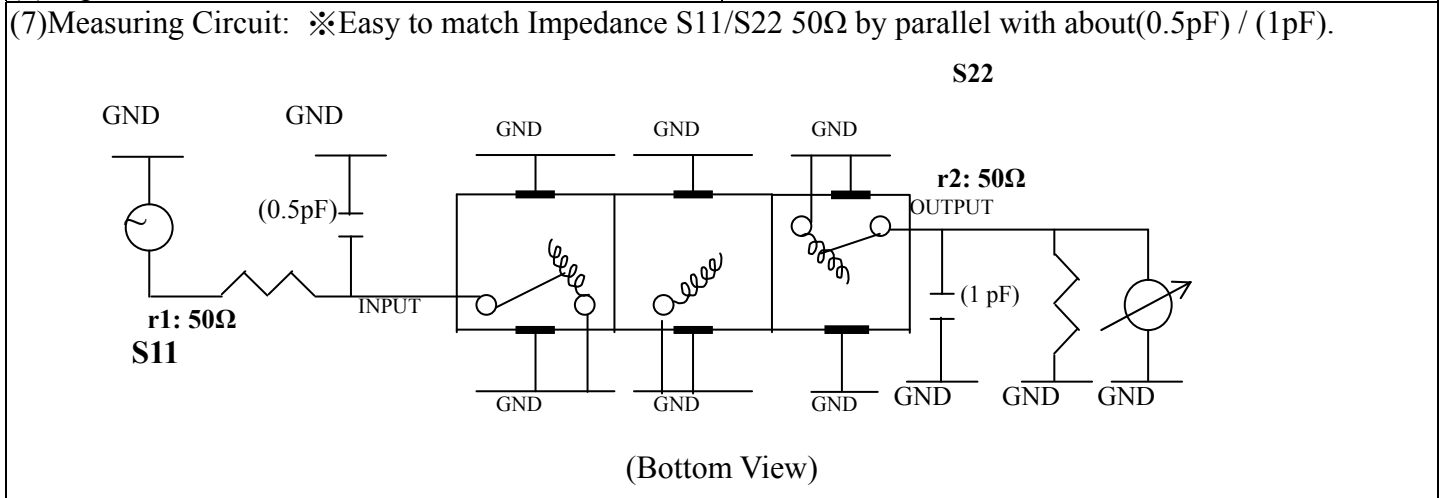 (7)Measuring Circuit: ※Easy to match Impedance S11/S22 50Ω by parallel with about(0.5pF) / (1pF).
S22
GND GND GND GND GND
r2: 50Ω
(0.5pF) OUTPUT
(1 pF)
INPUT
r1: 50Ω
S11
GND GND GND GND GND GND
(Bottom View)